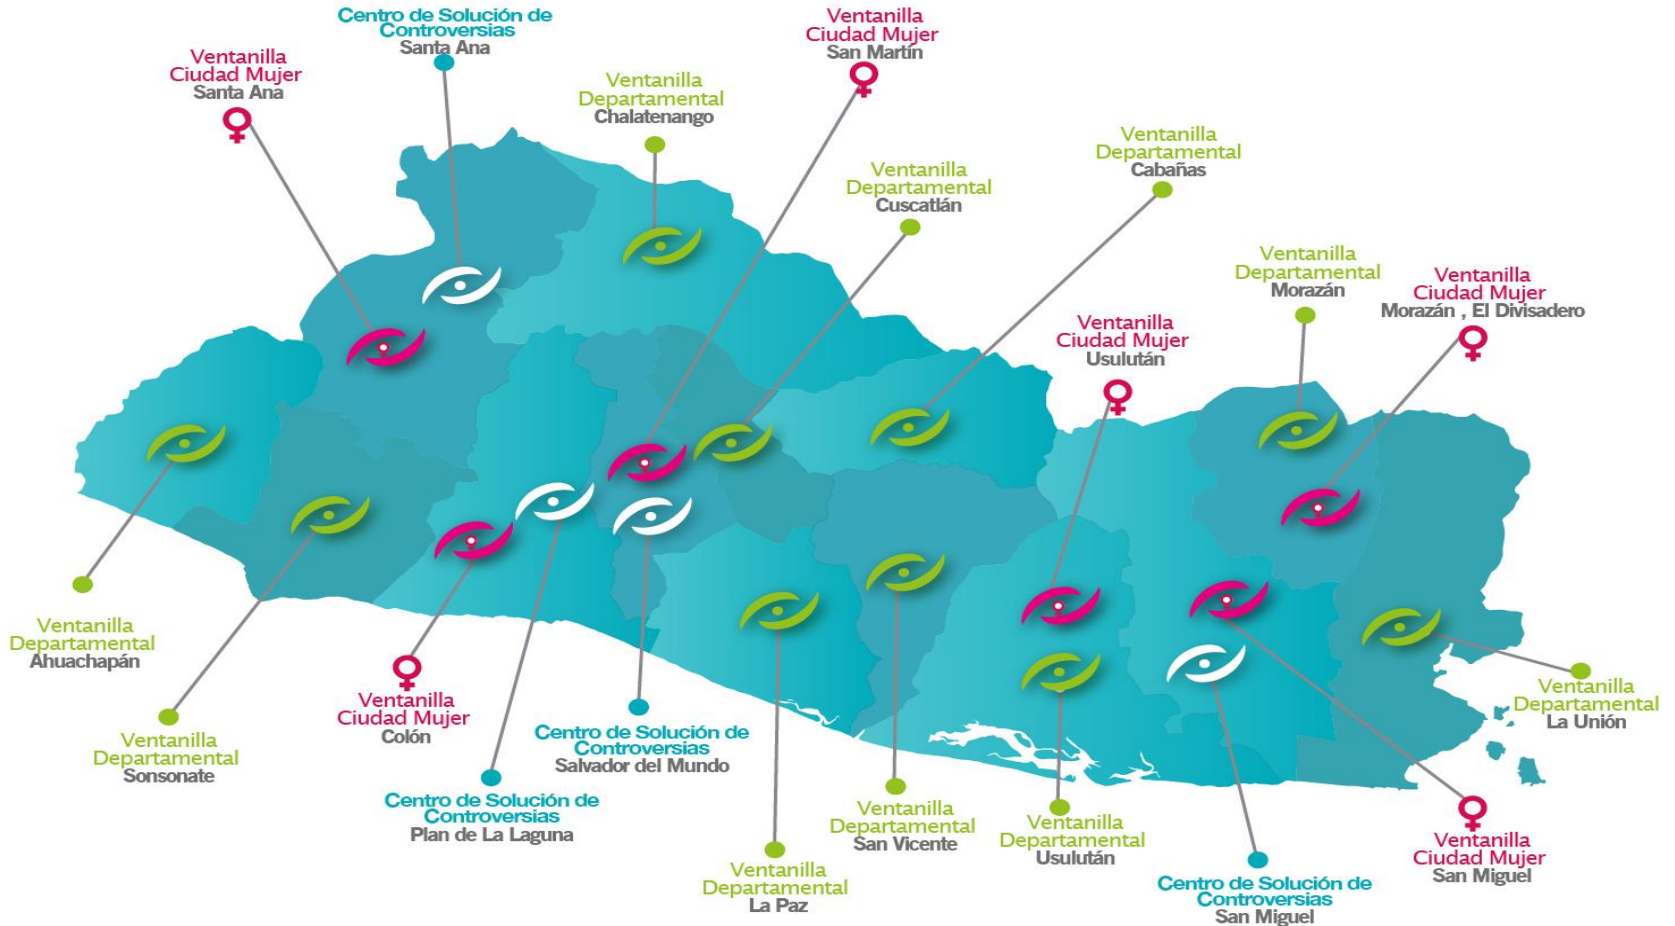 Centro de Solución de
Controversias
Santa Ana
Ventanilla
Ciudad Mujer
San Martín
Ventanilla
Ciudad Mujer
Santa Ana
Ventanilla
Departamental
Chalatenango
Ventanilla
Departamental
Cabañas
Ventanilla
Departamental
Cuscatlán
Ventanilla
Departamental
Morazán
Ventanilla
Ciudad Mujer
Morazán , El Divisadero
Ventanilla
Ciudad Mujer
Usulután
Ventanilla
Departamental
Ahuachapán
Ventanilla
Ciudad Mujer
Colón
Ventanilla
Departamental
La Unión
Ventanilla
Departamental
Sonsonate
Centro de Solución de
Controversias
Salvador del Mundo
Centro de Solución de
Controversias
Plan de La Laguna
Ventanilla
Departamental
San Vicente
Ventanilla
Departamental
Usulután
Ventanilla
Ciudad Mujer
San Miguel
Ventanilla
Departamental
La Paz
Centro de Solución de
Controversias
San Miguel